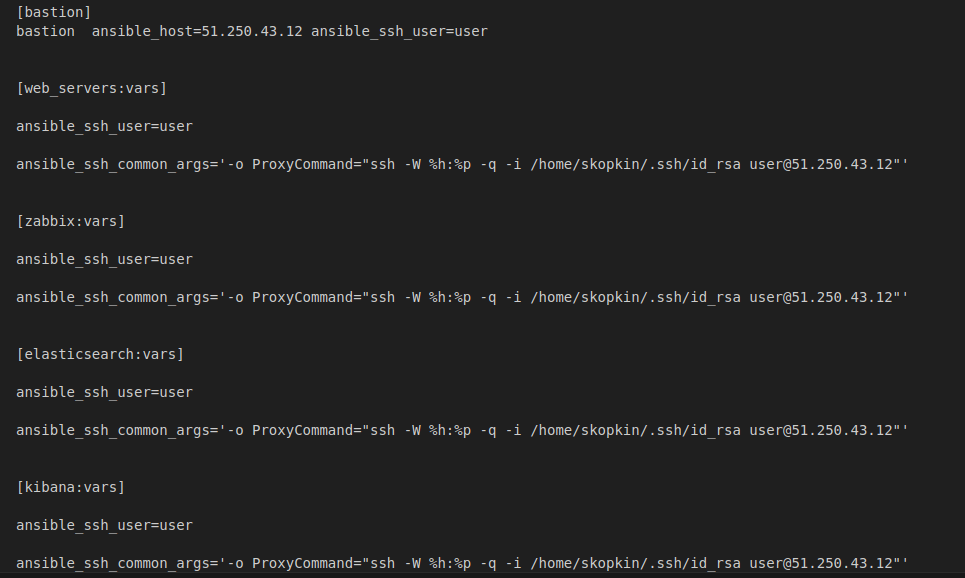 [bastion]
bastion  ansible_host=51.250.43.12 ansible_ssh_user=user
[web_servers:vars]
ansible_ssh_user=user
ansible_ssh_common_args='-o ProxyCommand="ssh -W %h:%p -q -i /home/skopkin/.ssh/id_rsa user@51.250.43.12"'
[zabbix:vars]
ansible_ssh_user=user
ansible_ssh_common_args='-o ProxyCommand="ssh -W %h:%p -q -i /home/skopkin/.ssh/id_rsa user@51.250.43.12"'
[elasticsearch:vars]
ansible_ssh_user=user
ansible_ssh_common_args='-o ProxyCommand="ssh -W %h:%p -q -i /home/skopkin/.ssh/id_rsa user@51.250.43.12"'
[kibana:vars]
ansible_ssh_user=user
ansible_ssh_common_args='-o ProxyCommand="ssh -W %h:%p -q -i /home/skopkin/.ssh/id_rsa user@51.250.43.12"'